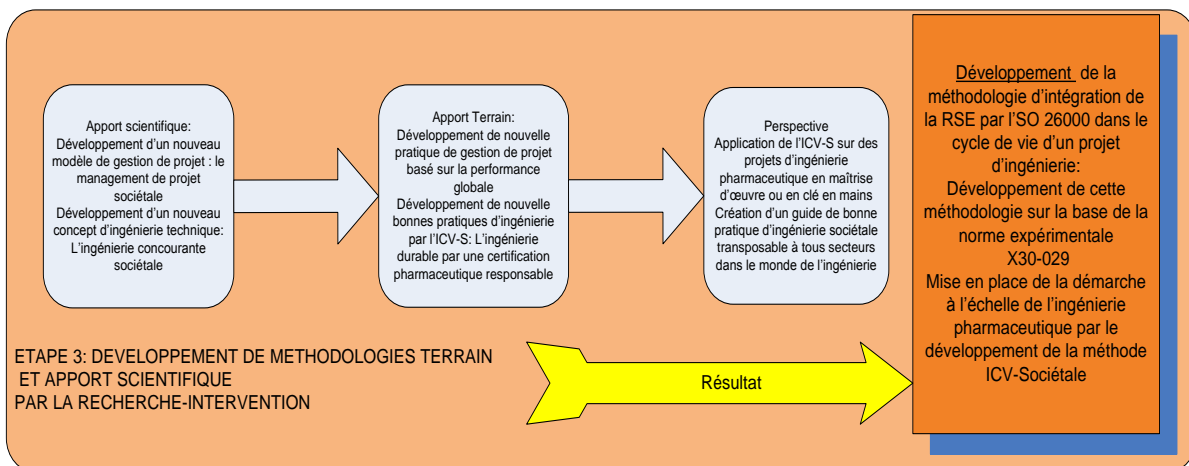 Apport scientifique:
Développement d'un nouveau
modèle de gestion de projet : le
management de projet
sociétale
Développement d'un nouveau
concept d'ingénierie technique:
L'ingénierie concourante
sociétale
Apport Terrain:
Développement de nouvelle
pratique de gestion de projet
basé sur la performance
globale
Développement de nouvelle
bonnes pratiques d'ingénierie
par l'ICV-S: L'ingénierie
durable par une certification
pharmaceutique responsable
Perspective
Application de l'ICV-S sur des
projets d'ingénierie
pharmaceutique en maîtrise
d'œuvre ou en clé en mains
Création d'un guide de bonne
pratique d'ingénierie sociétale
transposable à tous secteurs
dans le monde de l'ingénierie
Développement de la
méthodologie d'intégration de
la RSE par l'SO 26000 dans le
cycle de vie d'un projet
d'ingénierie:
Développement de cette
méthodologie sur la base de la
norme expérimentale
X30-029
Mise en place de la démarche
à l'échelle de l'ingénierie
pharmaceutique par le
développement de la méthode
ICV-Sociétale
ETAPE 3: DEVELOPPEMENT DE METHODOLOGIES TERRAIN
ET APPORT SCIENTIFIQUE
PAR LA RECHERCHE-INTERVENTION
Résultat